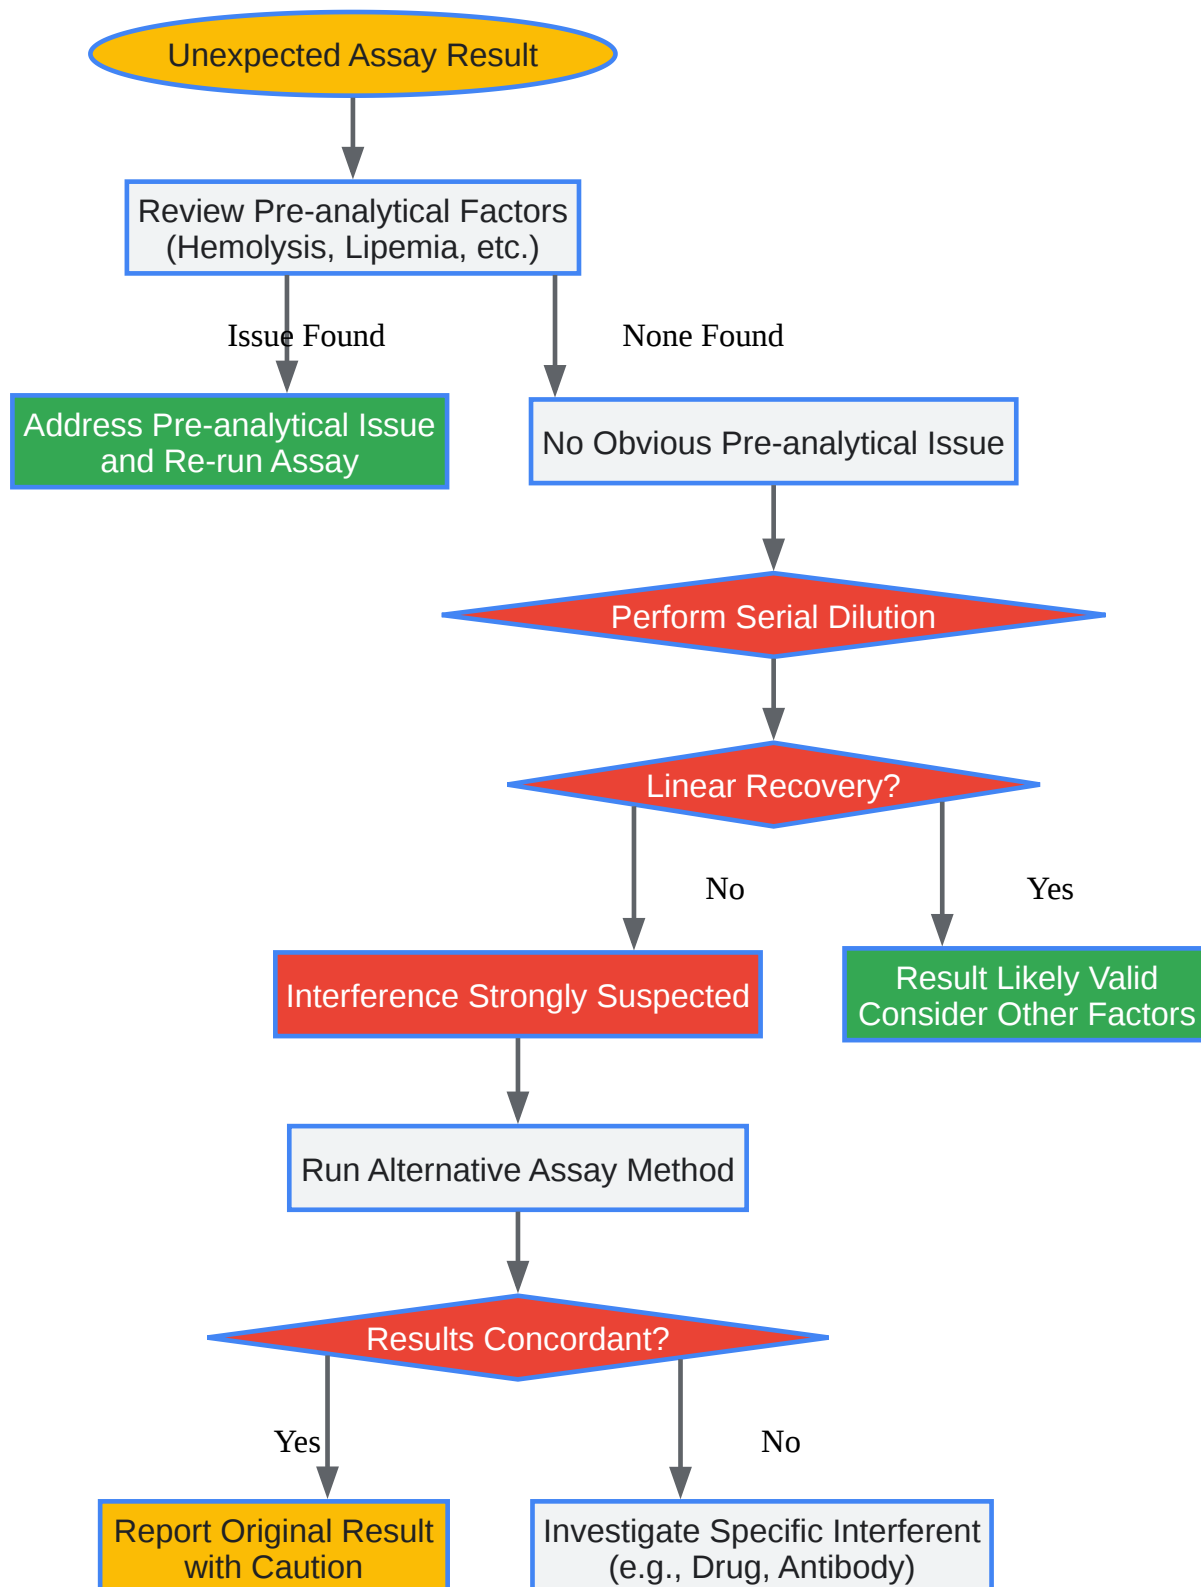 Unexpected Assay Result
Review Pre-analytical Factors
(Hemolysis, Lipemia, etc.)
Issue Found
None Found
Address Pre-analytical Issue
and Re-run Assay
No Obvious Pre-analytical Issue
Perform Serial Dilution
Linear Recovery?
No
Yes
Interference Strongly Suspected
Result Likely Valid
Consider Other Factors
Run Alternative Assay Method
Results Concordant?
Yes
No
Report Original Result
with Caution
Investigate Specific Interferent
(e.g., Drug, Antibody)